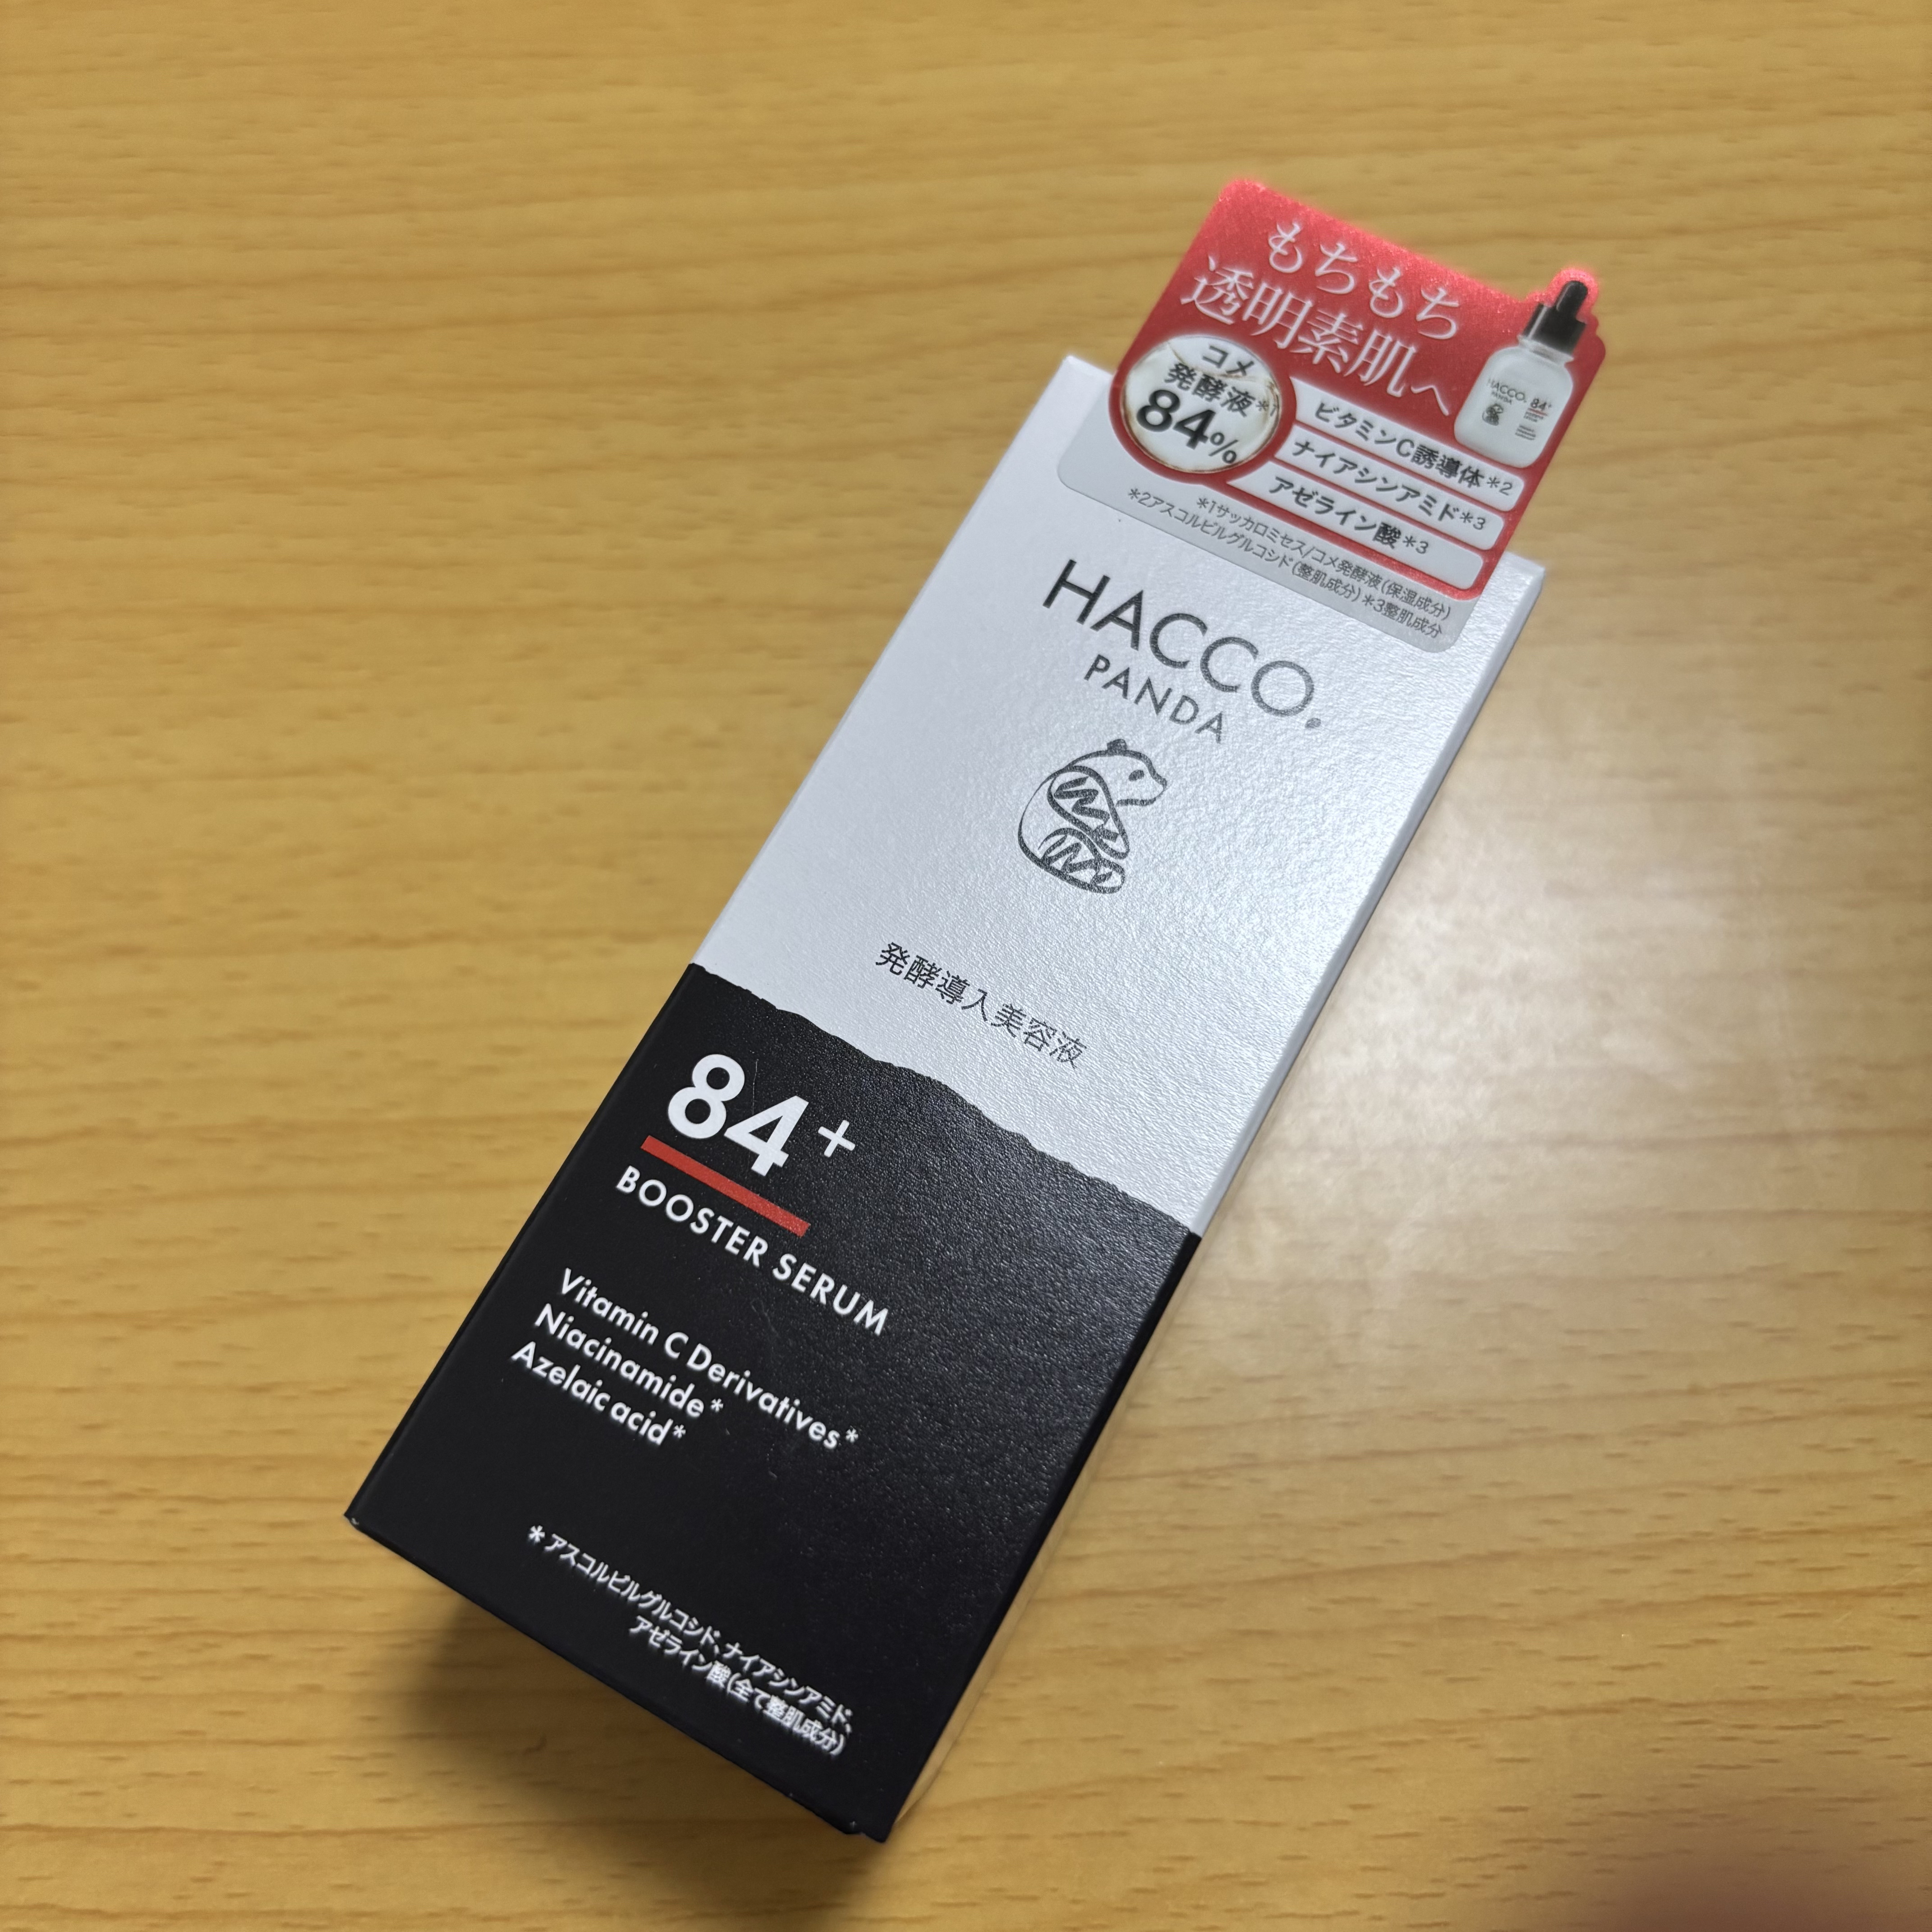 もちもち
透明素肌へ
コメ
発酵液*1
84%
ビタミンC誘導体*2
ナイアシンアミド*3
アゼライン酸*3
*1サッカロミセス/コメ発酵液(保湿成分)
*2アスコルビルグルコシド(整肌成分)*3整肌成分
HACCO.
PANDA
84+
HACCO.
PANDA
発酵導入美容液
84+
BOOSTER SERUM
Vitamin C Derivatives*
Niacinamide*
Azelaic acid*
*アスコルビルグルコシド、ナイアシンアミド、
アゼライン酸(全て整肌成分)